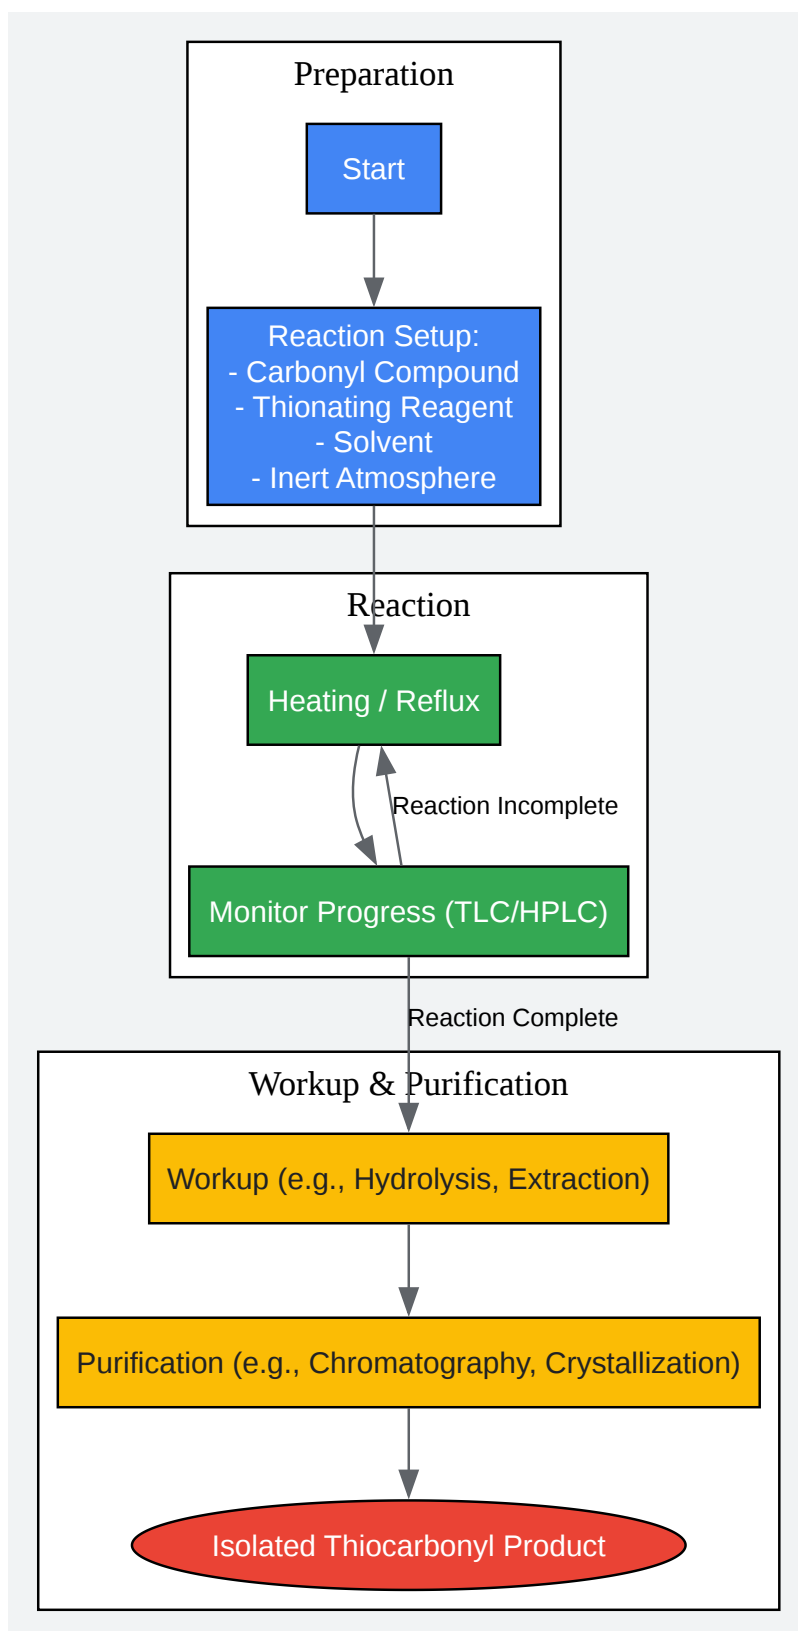 Preparation
Start
Reaction Setup:
- Carbonyl Compound
- Thionating Reagent
- Solvent
- Inert Atmosphere
Reaction
Heating / Reflux
Reaction Incomplete
Monitor Progress (TLC/HPLC)
Reaction Complete
Workup & Purification
Workup (e.g., Hydrolysis, Extraction)
Purification (e.g., Chromatography, Crystallization)
Isolated Thiocarbonyl Product